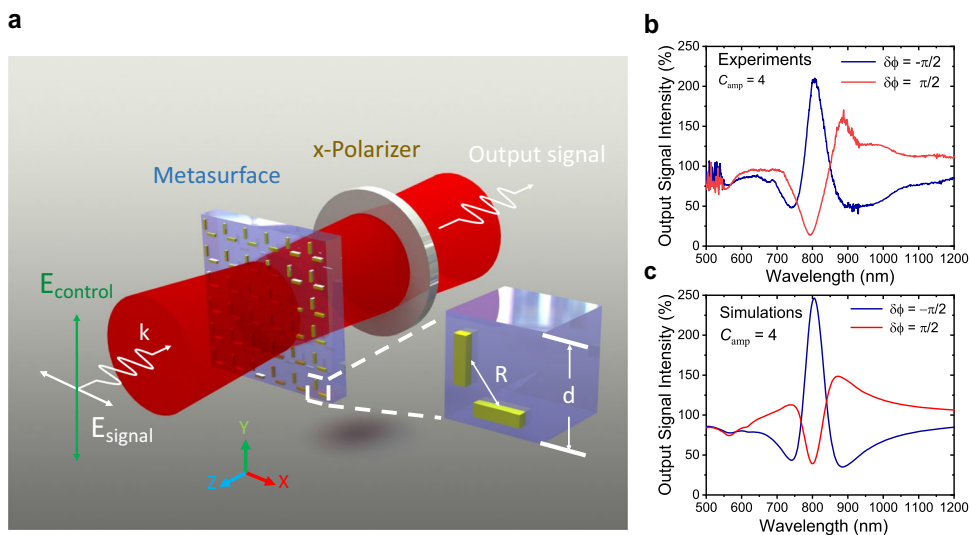 a
x-Polarizer
Output signal
Metasurface
E_control
k
E_signal
R
d
Y
Z
X
b
Output Signal Intensity (%)
250
200
150
100
50
0
Experiments
C_amp = 4
δϕ = -π/2
δϕ = π/2
500 600 700 800 900 1000 1100 1200
Wavelength (nm)
c
Output Signal Intensity (%)
250
200
150
100
50
0
Simulations
C_amp = 4
δϕ = −π/2
δϕ = π/2
500 600 700 800 900 1000 1100 1200
Wavelength (nm)